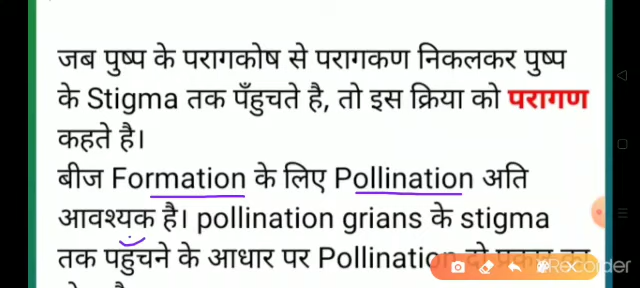 जब पुष्प के परागकोष से परागकण निकलकर पुष्प
के Stigma तक पँहुचते है, तो इस क्रिया को परागण
कहते है।
बीज Formation के लिए Pollination अति
आवश्यक है। pollination grians के stigma
तक पहुंचने के आधार पर Pollination